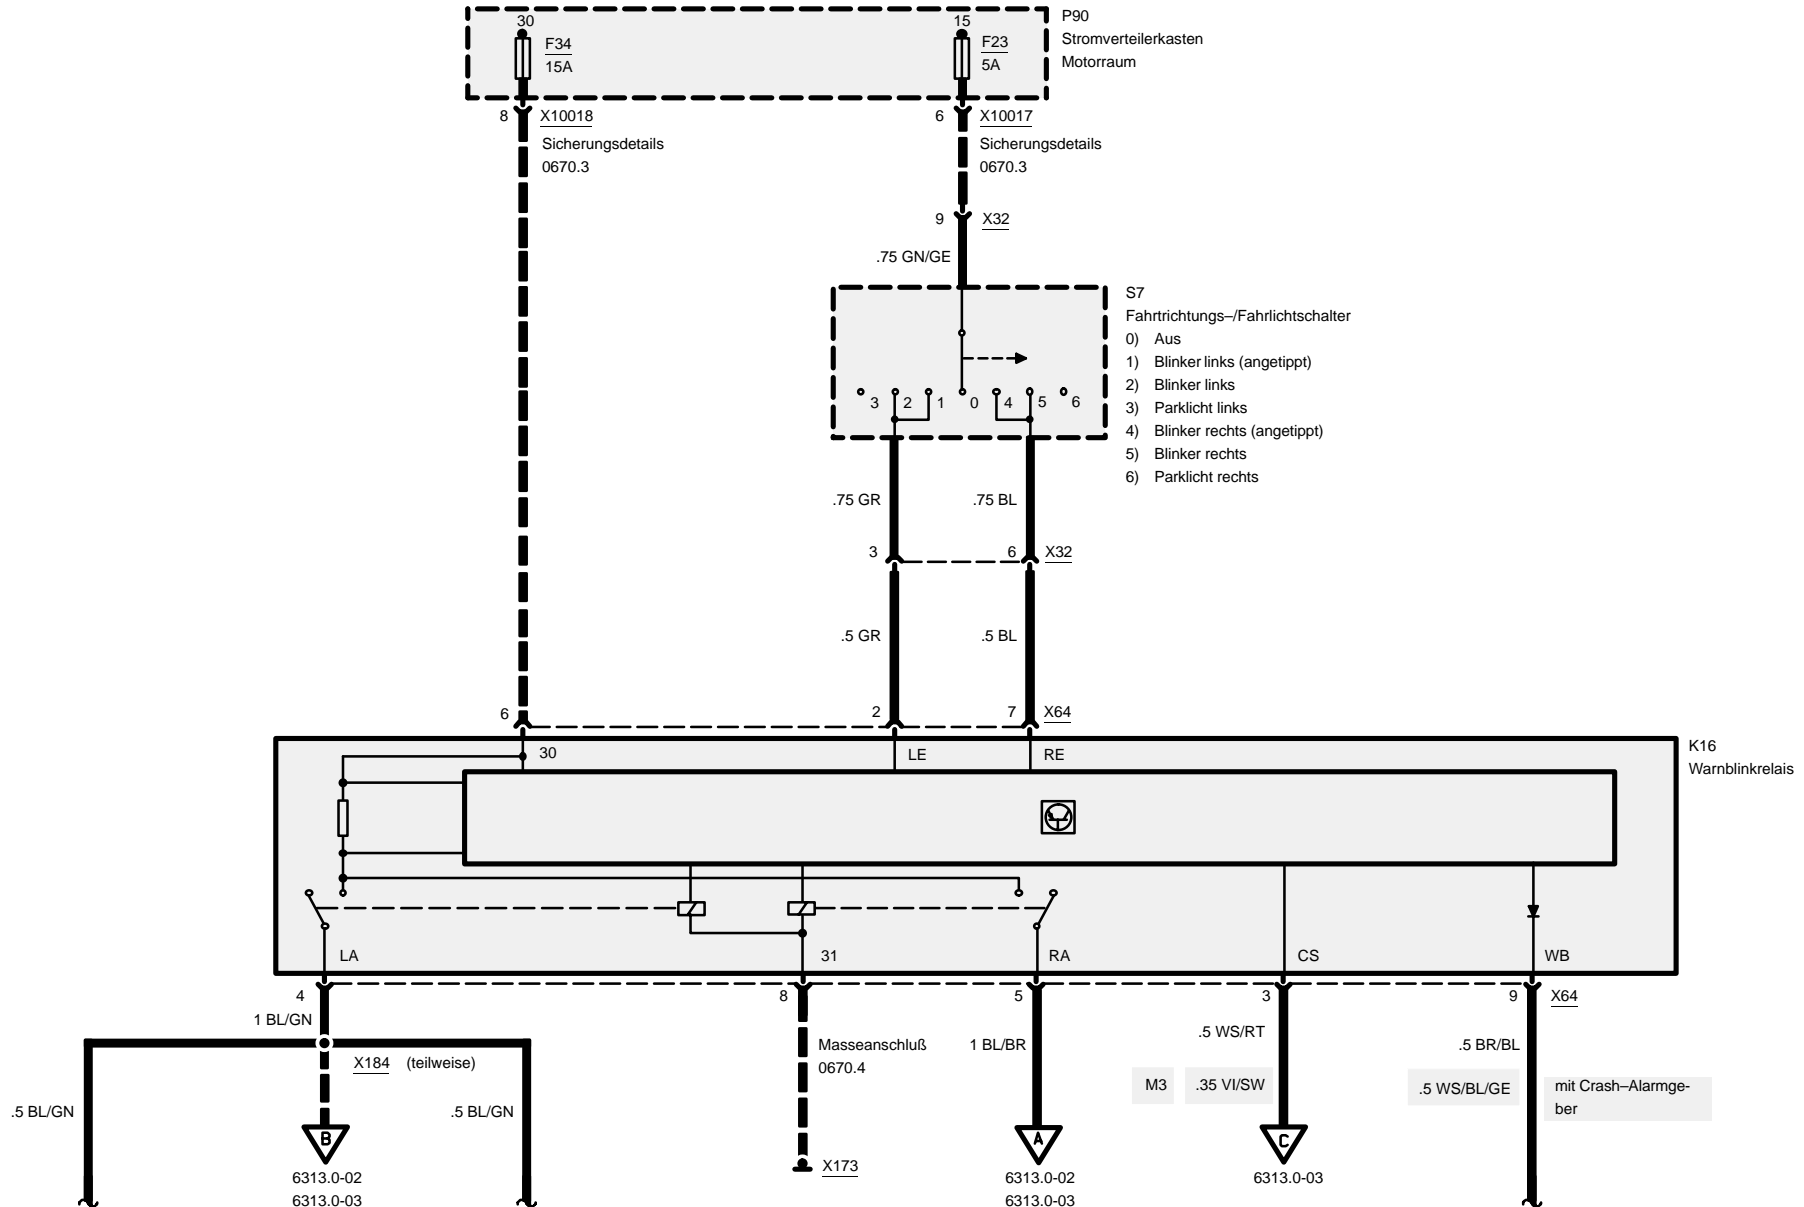 30
15
P90
F34
F23
Stromverteilerkasten
15A
5A
Motorraum
8 X10018
6 X10017
Sicherungsdetails
0670.3
Sicherungsdetails
0670.3
9 X32
.75 GN/GE
S7
Fahrtrichtungs–/Fahrlichtschalter
0) Aus
1) Blinker links (angetippt)
2) Blinker links
3) Parklicht links
4) Blinker rechts (angetippt)
5) Blinker rechts
6) Parklicht rechts
3 2 1 0 4 5 6
.75 GR
.75 BL
3 6 X32
.5 GR
.5 BL
6 2 7 X64
30 LE RE
K16
Warnblinkrelais
LA 31 RA CS WB
4 8 5 3 9 X64
1 BL/GN
X184 (teilweise)
.5 BL/GN
.5 BL/GN
B
6313.0-02
6313.0-03
Masseanschluß
0670.4
X173
1 BL/BR
A
6313.0-02
6313.0-03
.5 WS/RT
M3 .35 VI/SW
C
6313.0-03
.5 BR/BL
.5 WS/BL/GE
mit Crash–Alarmge-
ber